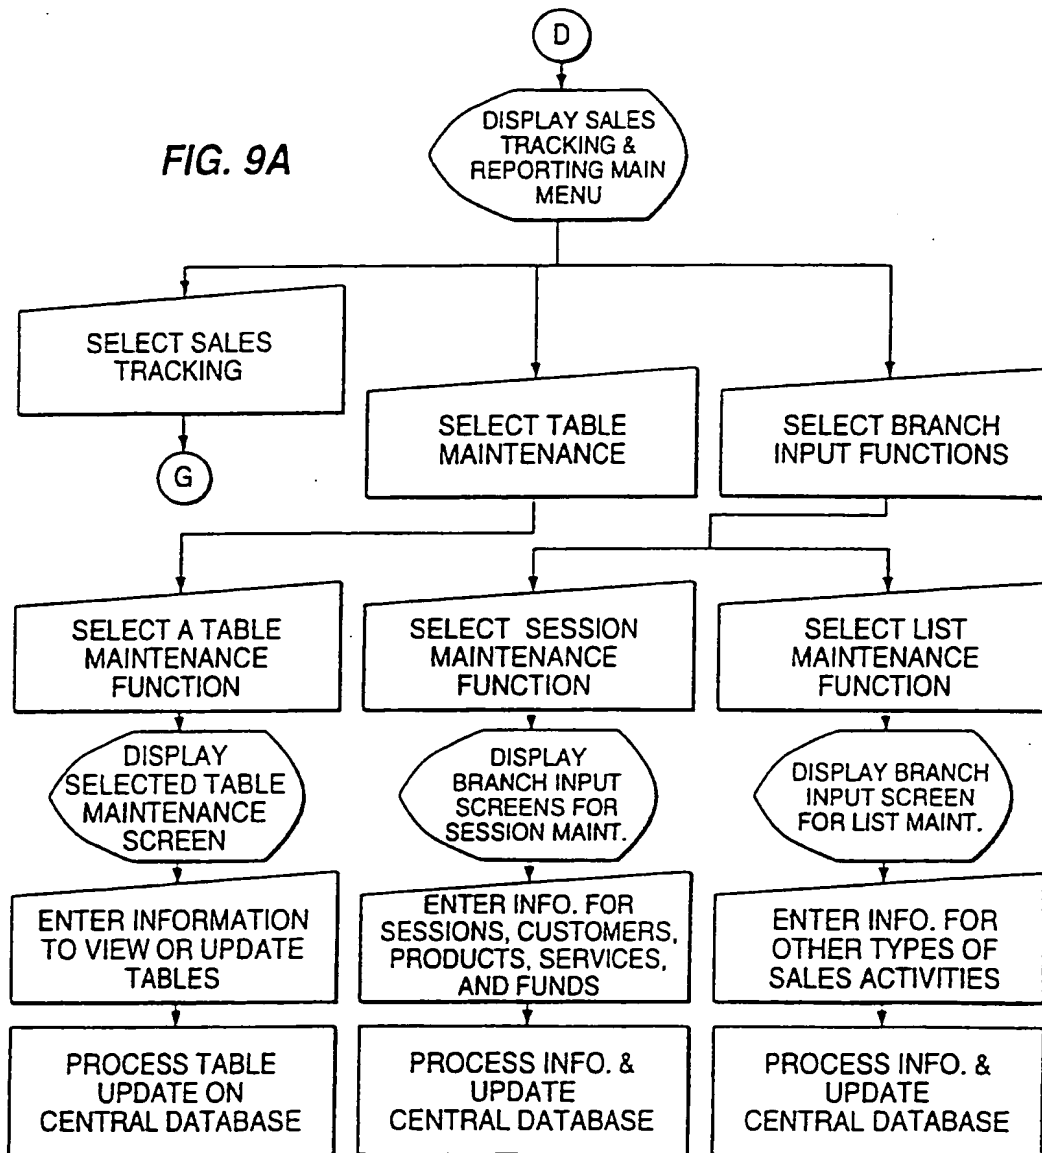 D
DISPLAY SALES
TRACKING &
REPORTING MAIN
MENU
FIG. 9A
SELECT SALES
TRACKING
G
SELECT TABLE
MAINTENANCE
SELECT BRANCH
INPUT FUNCTIONS
SELECT A TABLE
MAINTENANCE
FUNCTION
SELECT SESSION
MAINTENANCE
FUNCTION
SELECT LIST
MAINTENANCE
FUNCTION
DISPLAY
SELECTED TABLE
MAINTENANCE
SCREEN
DISPLAY
BRANCH INPUT
SCREENS FOR
SESSION MAINT.
DISPLAY BRANCH
INPUT SCREEN
FOR LIST MAINT.
ENTER INFORMATION
TO VIEW OR UPDATE
TABLES
ENTER INFO. FOR
SESSIONS, CUSTOMERS,
PRODUCTS, SERVICES,
AND FUNDS
ENTER INFO. FOR
OTHER TYPES OF
SALES ACTIVITIES
PROCESS TABLE
UPDATE ON
CENTRAL DATABASE
PROCESS INFO. &
UPDATE
CENTRAL DATABASE
PROCESS INFO. &
UPDATE
CENTRAL DATABASE